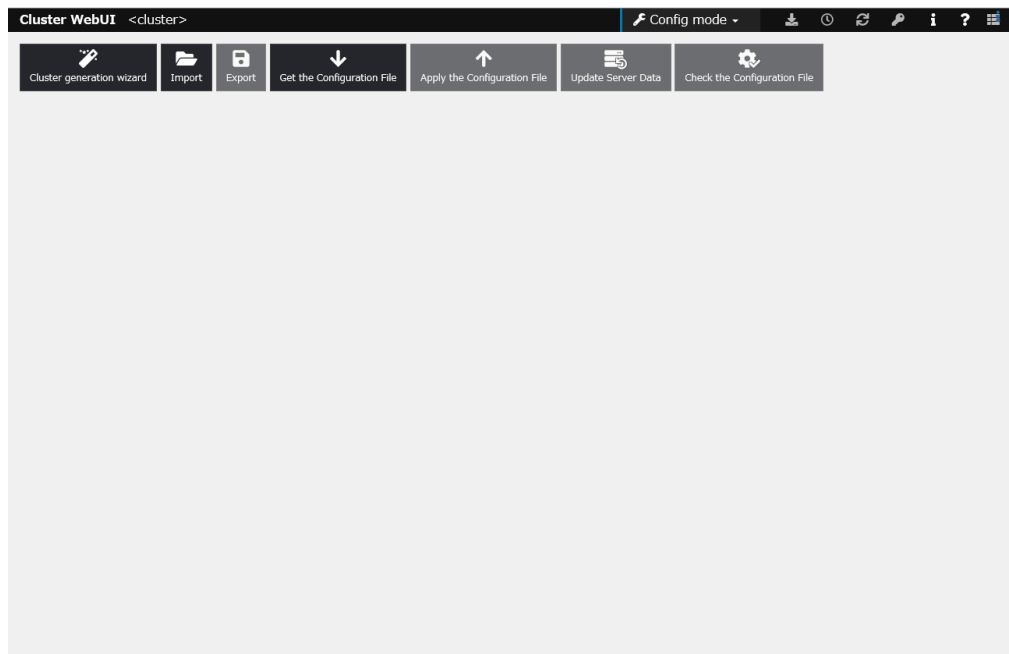 Cluster WebUI <cluster> Config mode
Cluster generation wizard Import Export Get the Configuration File Apply the Configuration File Update Server Data Check the Configuration File